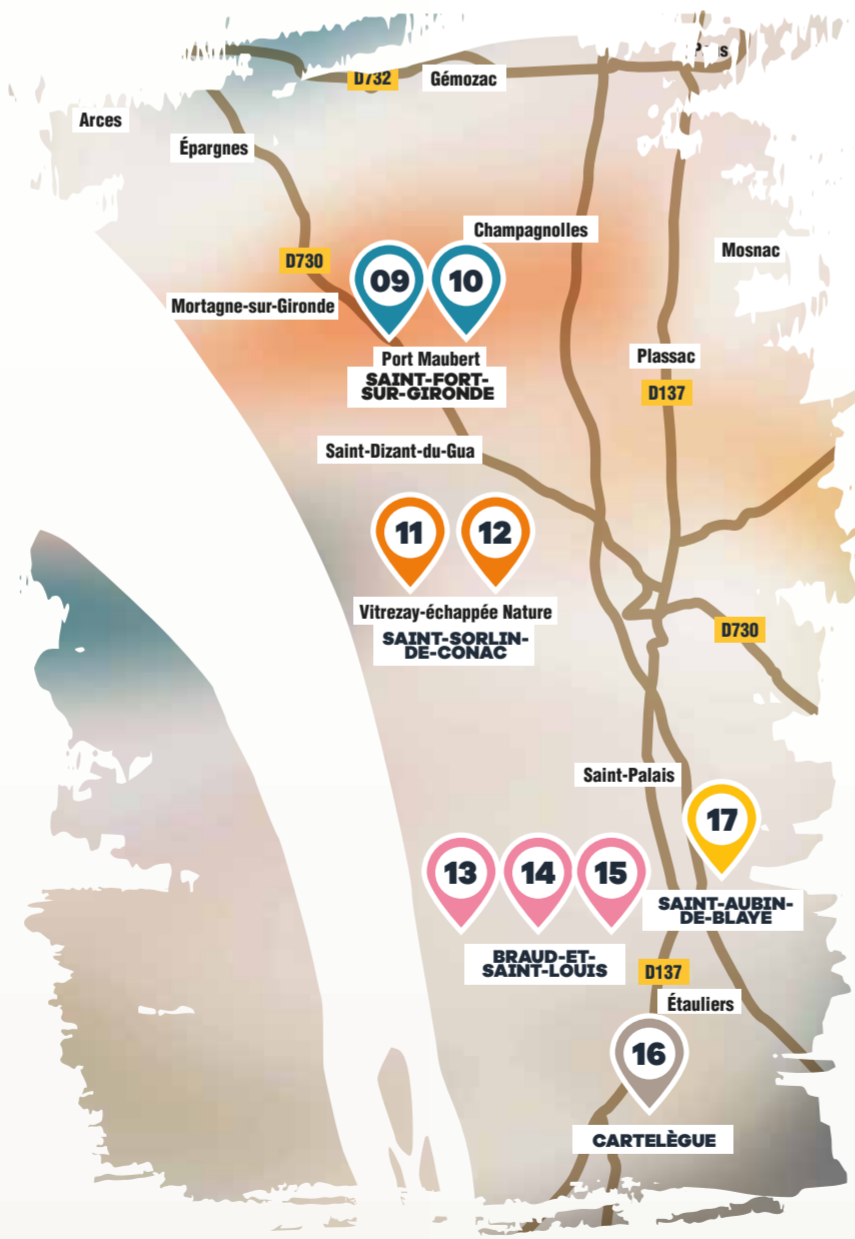 D732
Gémozac
Arces
Épargnes
Champagnolles
D730
Mosnac
09
10
Mortagne-sur-Gironde
Port Maubert
SAINT-FORT-
SUR-GIRONDE
Plassac
D137
Saint-Dizant-du-Gua
11
12
Vitrezay-échappée Nature
SAINT-SORLIN-
DE-CONAC
D730
Saint-Palais
17
13
14
15
SAINT-AUBIN-
DE-BLAYE
BRAUD-ET-
SAINT-LOUIS
D137
Étauliers
16
CARTELÈGUE